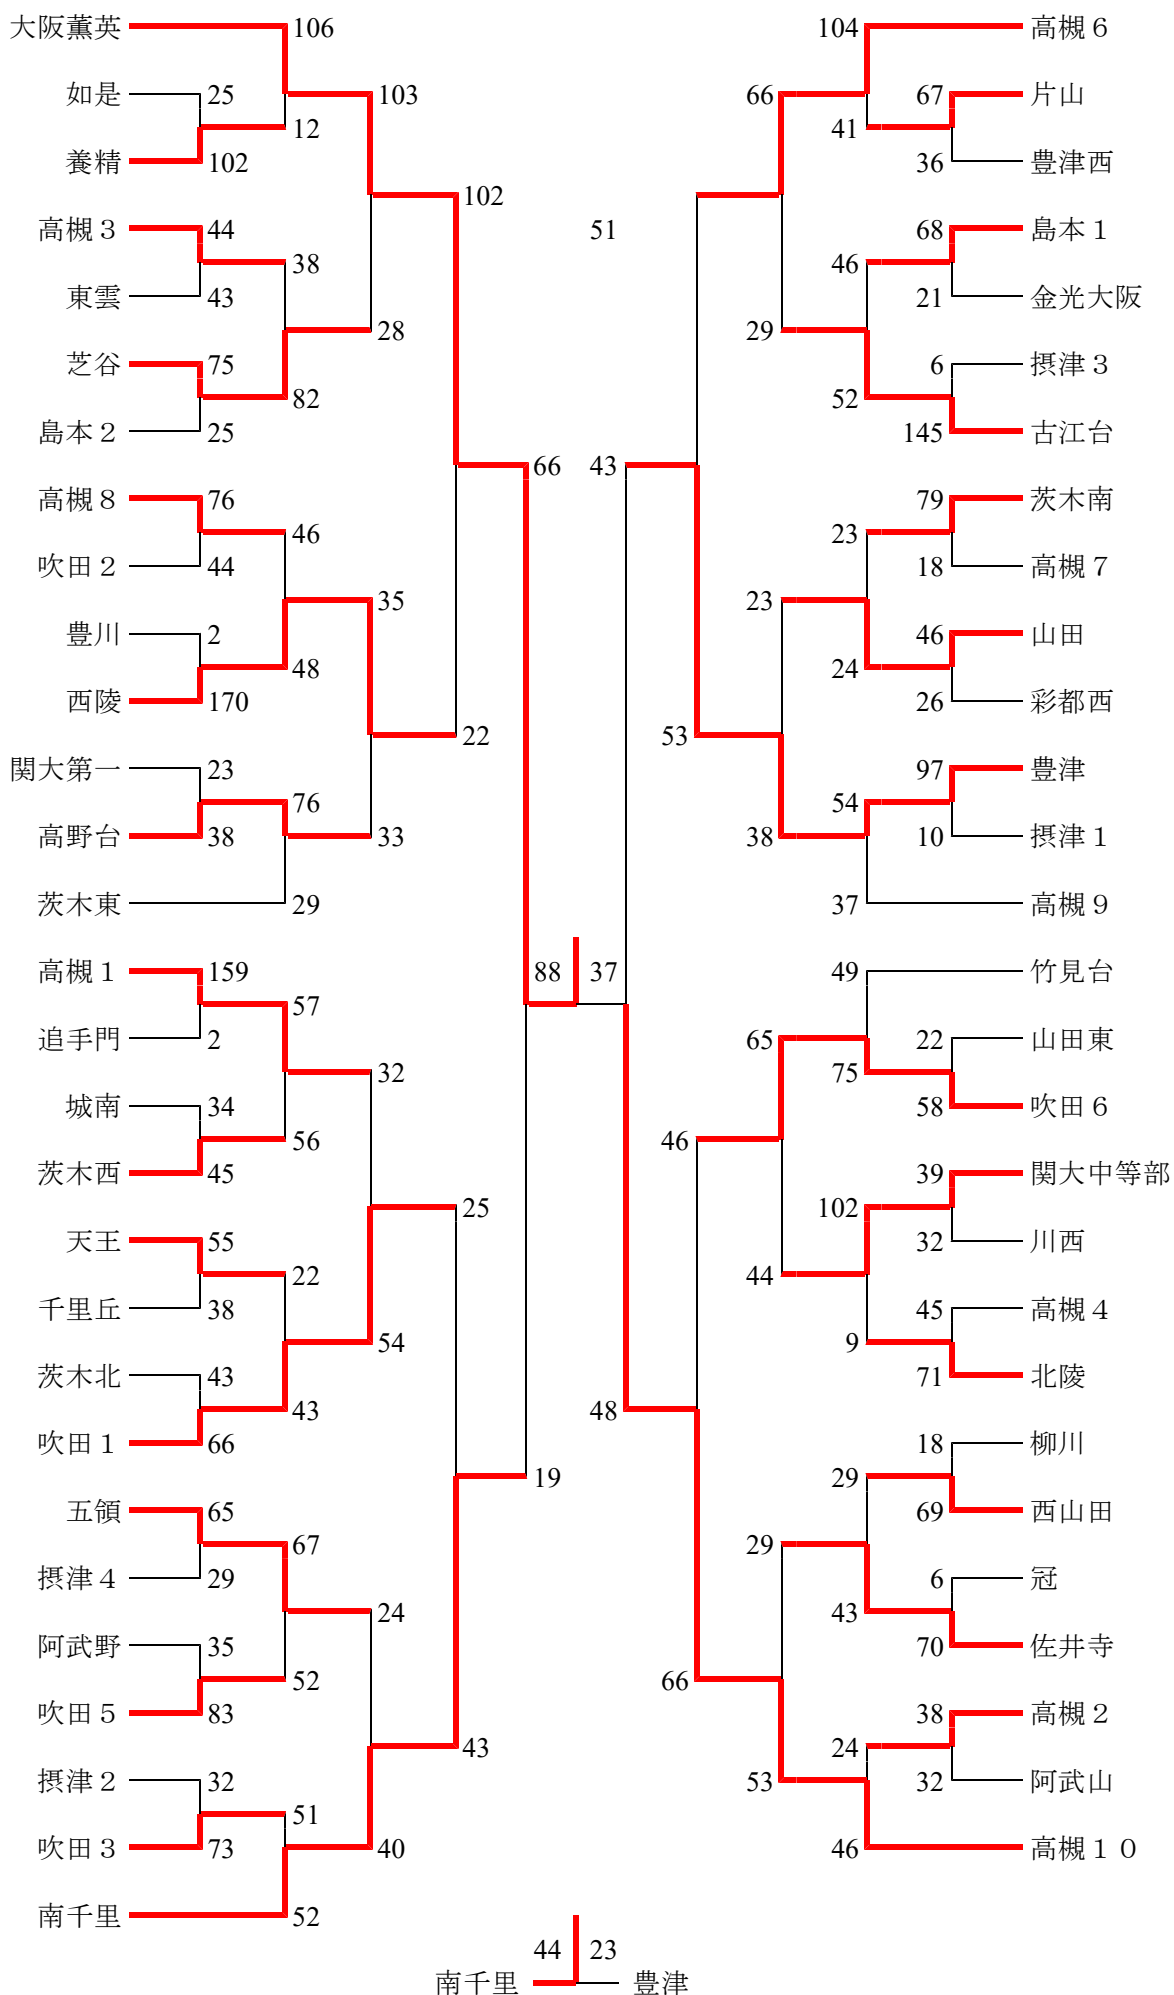 大阪薫英 106 104 高槻６
如是 25 103 66 67 片山
12 41
養精 102 36 豊津西
102
高槻３ 44 51 68 島本１
38 46
東雲 43 21 金光大阪
28 29
芝谷 75 6 摂津３
82 52
島本２ 25 145 古江台
66 43
高槻８ 76 79 茨木南
46 23
吹田２ 44 18 高槻７
35 23
豊川 2 46 山田
48 24
西陵 170 26 彩都西
22 53
関大第一 23 97 豊津
76 54
高野台 38 33 38 10 摂津１
茨木東 29 37 高槻９
高槻１ 159 88 37 49 竹見台
57
追手門 2 65 22 山田東
32 75
城南 34 58 吹田６
56 46
茨木西 45 39 関大中等部
25 102
天王 55 32 川西
22 44
千里丘 38 45 高槻４
54 9
茨木北 43 71 北陵
43 48
吹田１ 66 18 柳川
19 29
五領 65 69 西山田
67 29
摂津４ 29 6 冠
24 43
阿武野 35 70 佐井寺
52 66
吹田５ 83 38 高槻２
43 24
摂津２ 32 53 32 阿武山
51
吹田３ 73 40 46 高槻１０
南千里 52
44 23
南千里 豊津